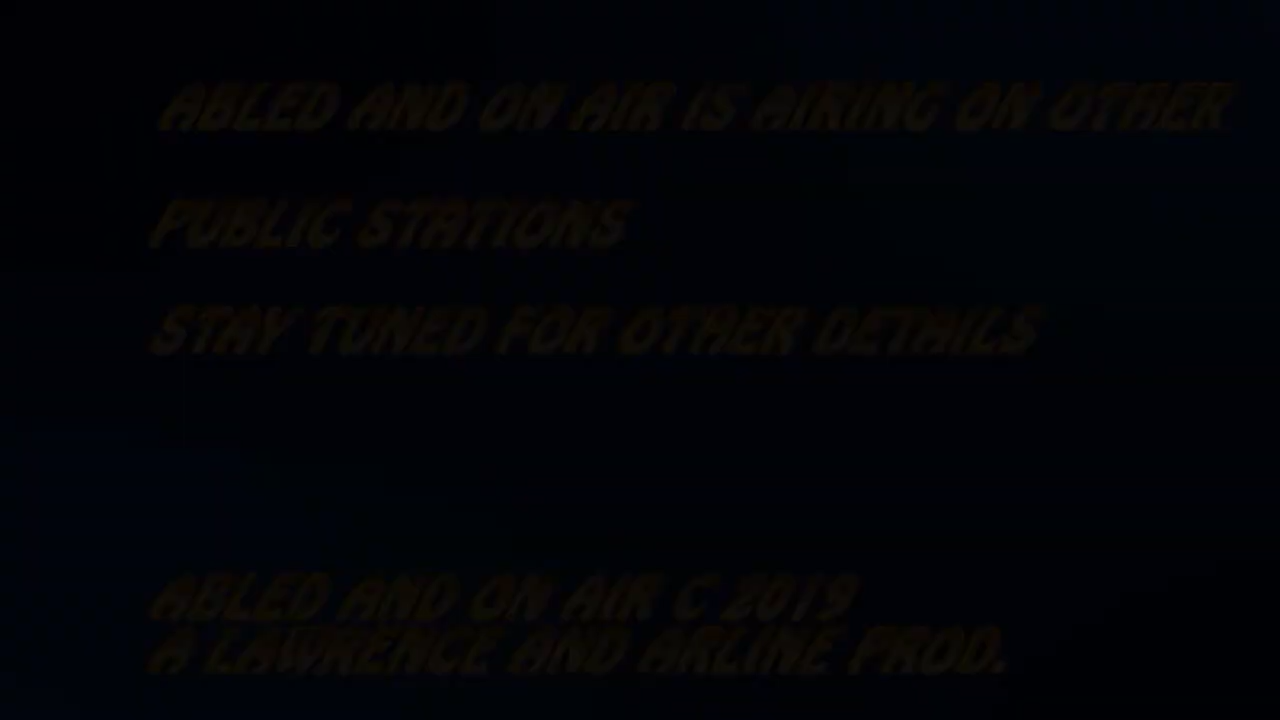 ABLED AND ON AIR IS AIRING ON OTHER
PUBLIC STATIONS
STAY TUNED FOR OTHER DETAILS
ABLED AND ON AIR C 2019
A LAWRENCE AND ARLINE PROD.